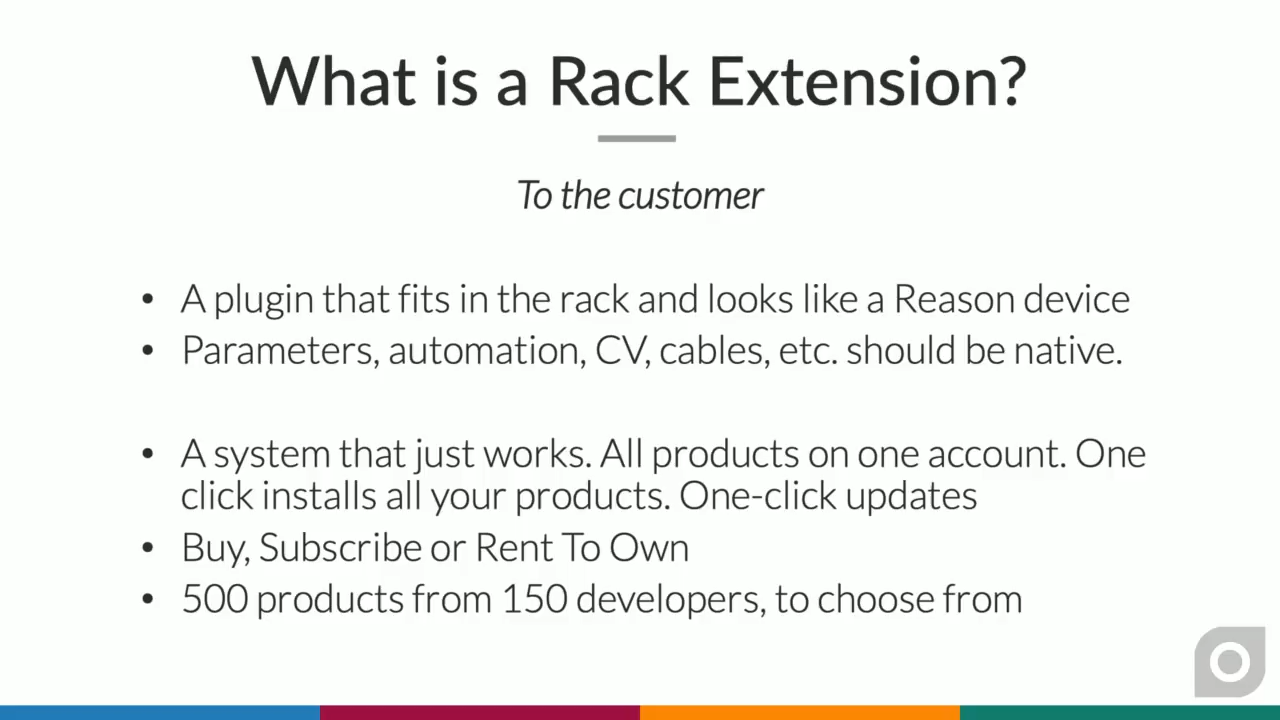 What is a Rack Extension?
To the customer
• A plugin that fits in the rack and looks like a Reason device
• Parameters, automation, CV, cables, etc. should be native.
• A system that just works. All products on one account. One
click installs all your products. One-click updates
• Buy, Subscribe or Rent To Own
• 500 products from 150 developers, to choose from